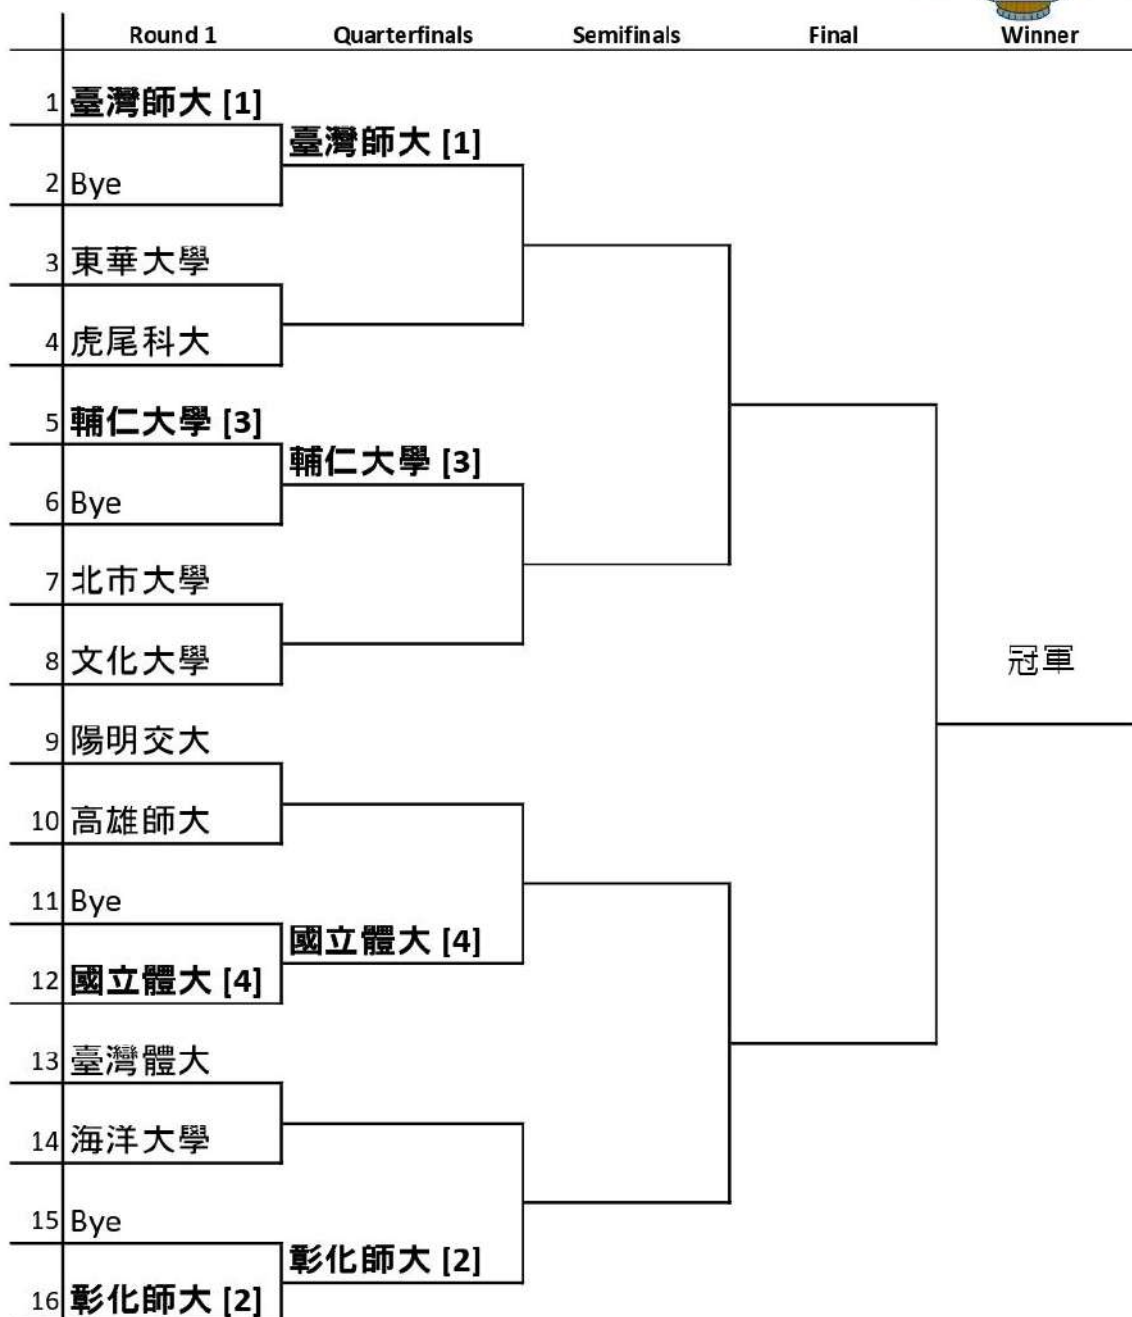 Round 1 Quarterfinals Semifinals Final Winner
1 臺灣師大 [1]
臺灣師大 [1]
2 Bye
3 東華大學
4 虎尾科大
5 輔仁大學 [3]
輔仁大學 [3]
6 Bye
7 北市大學
8 文化大學
冠軍
9 陽明交大
10 高雄師大
11 Bye
國立體大 [4]
12 國立體大 [4]
13 臺灣體大
14 海洋大學
15 Bye
彰化師大 [2]
16 彰化師大 [2]